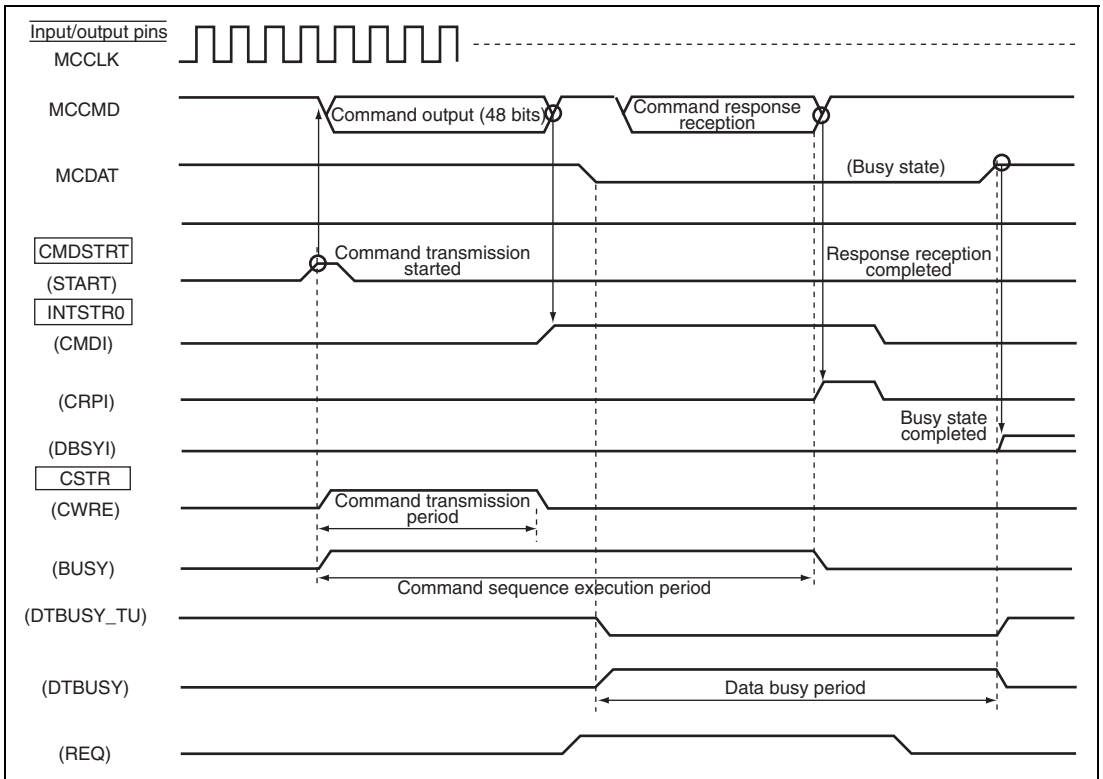 Input/output pins
MCCLK
MCCMD
Command output (48 bits)
Command response
reception
MCDAT
(Busy state)
CMDSTRT
(START)
Command transmission
started
Response reception
completed
INTSTR0
(CMDI)
(CRPI)
(DBSYI)
Busy state
completed
CSTR
(CWRE)
Command transmission
period
(BUSY)
Command sequence execution period
(DTBUSY_TU)
(DTBUSY)
Data busy period
(REQ)